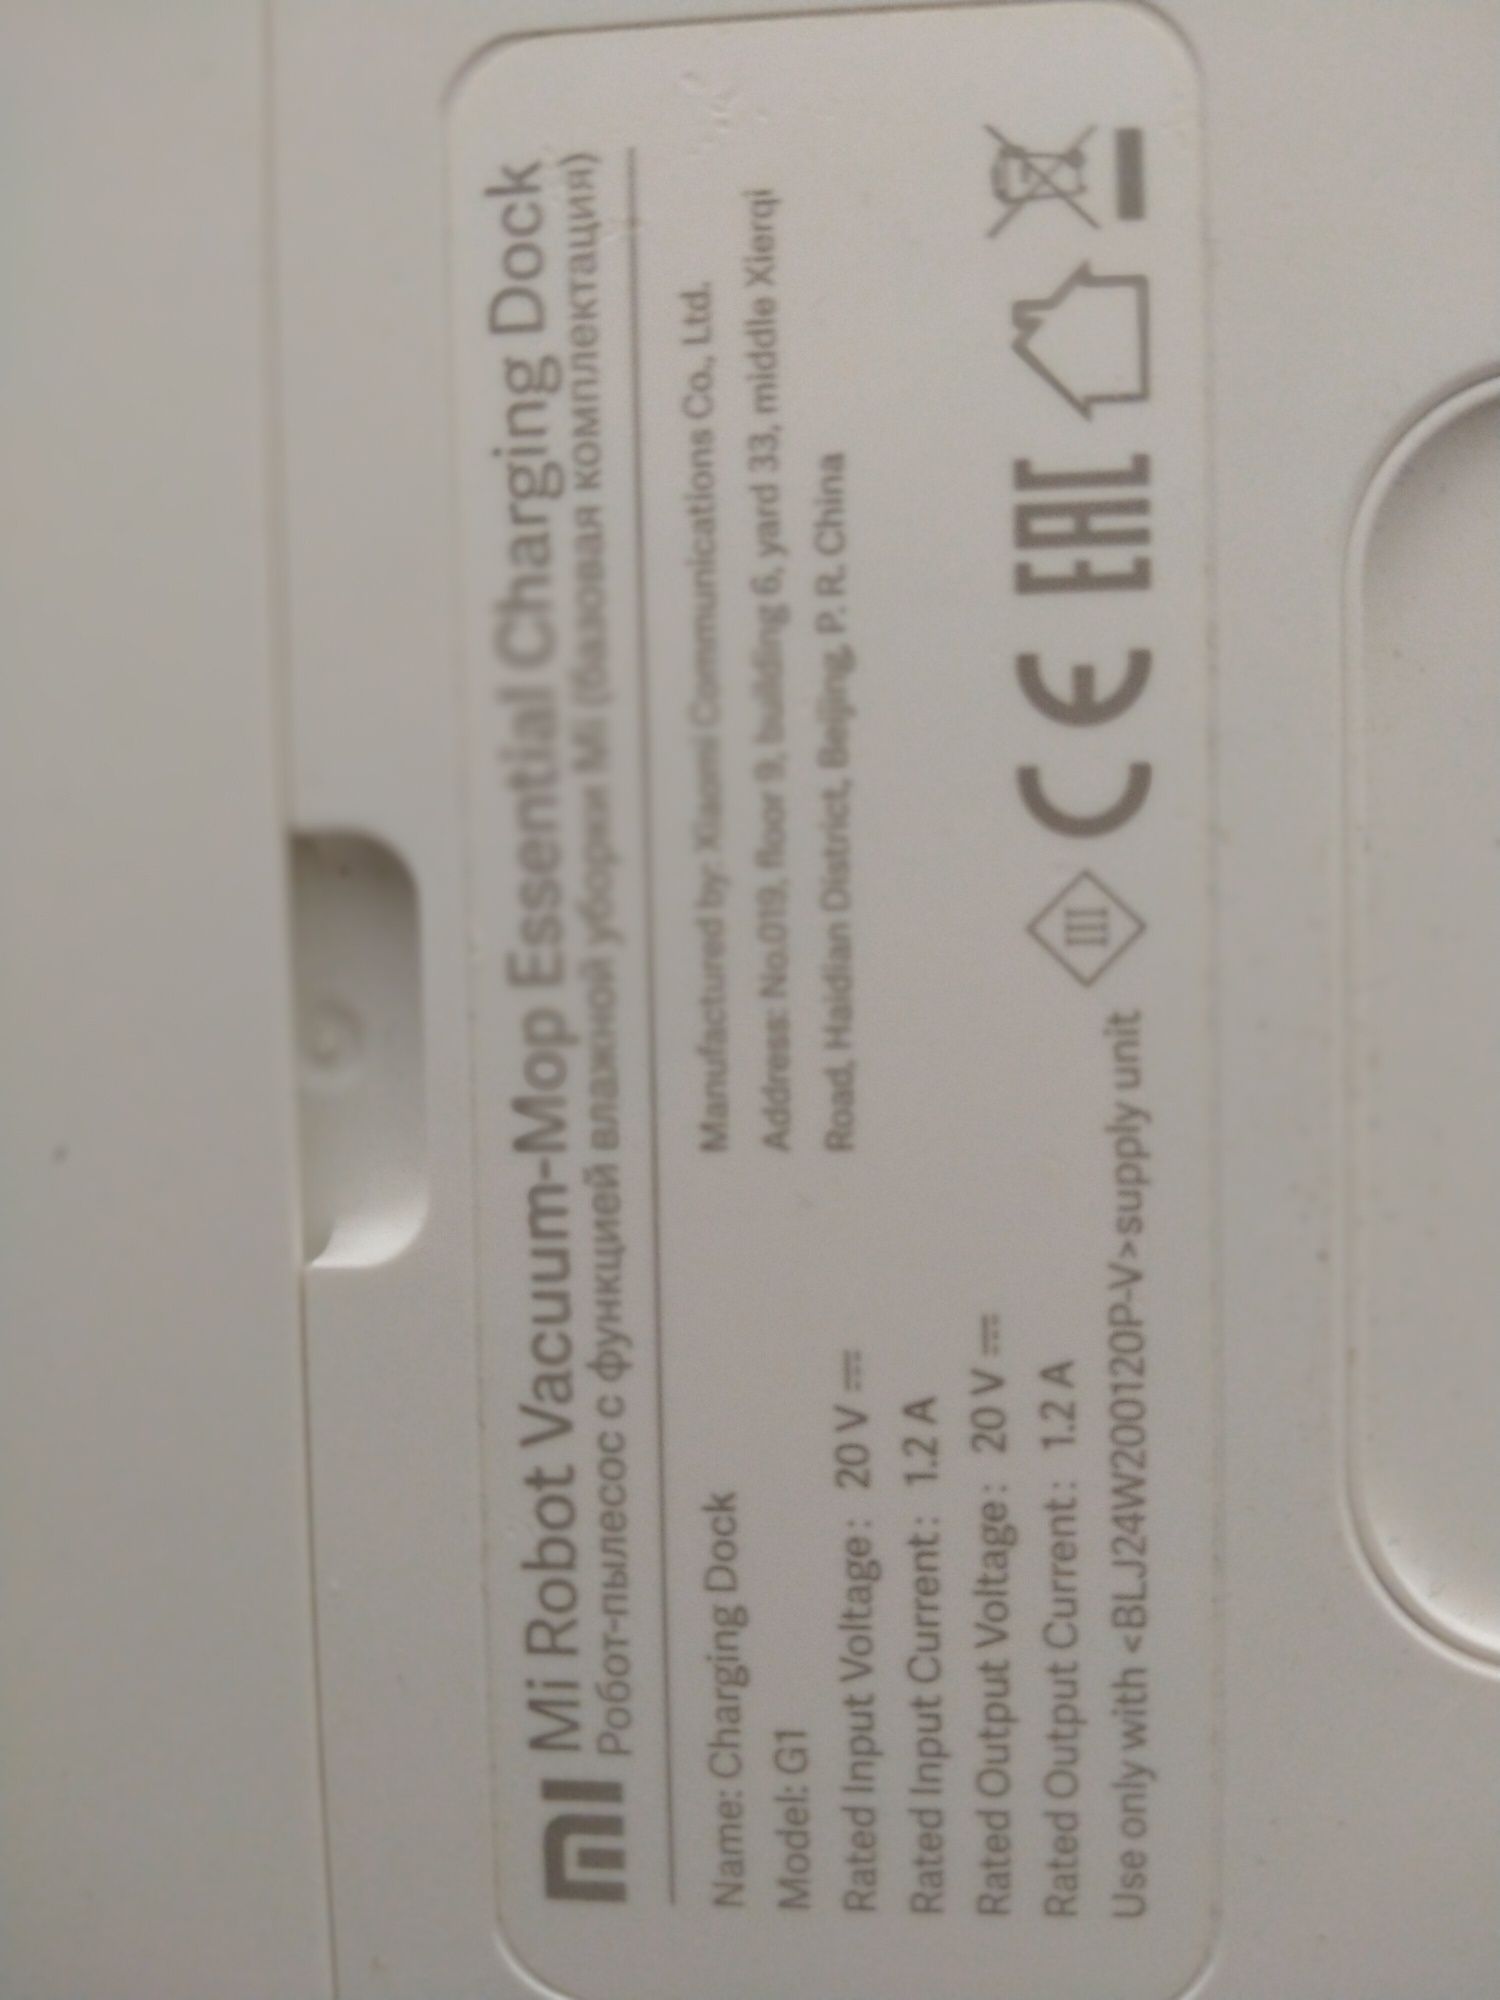 mi Mi Robot Vacuum-Mop Essential Charging Dock
Робот-пылесос с функцией влажной уборки Mi (базовая комплектация)
Name: Charging Dock
Model: G1
Rated Input Voltage: 20 V ⎓
Rated Input Current: 1.2 A
Rated Output Voltage: 20 V ⎓
Rated Output Current: 1.2 A
Use only with <BLJ24W200120P-V>supply unit
Manufactured by: Xiaomi Communications Co., Ltd.
Address: No.019, floor 9, building 6, yard 33, middle Xierqi
Road, Haidian District, Beijing, P. R. China
III CE EAC